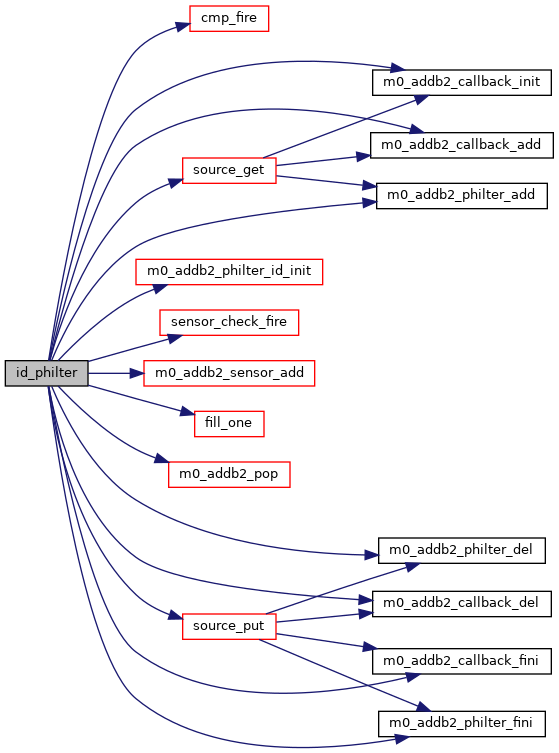 cmp_fire
m0_addb2_callback_init
m0_addb2_callback_add
source_get
m0_addb2_philter_add
m0_addb2_philter_id_init
sensor_check_fire
id_philter
m0_addb2_sensor_add
fill_one
m0_addb2_pop
m0_addb2_philter_del
m0_addb2_callback_del
source_put
m0_addb2_callback_fini
m0_addb2_philter_fini